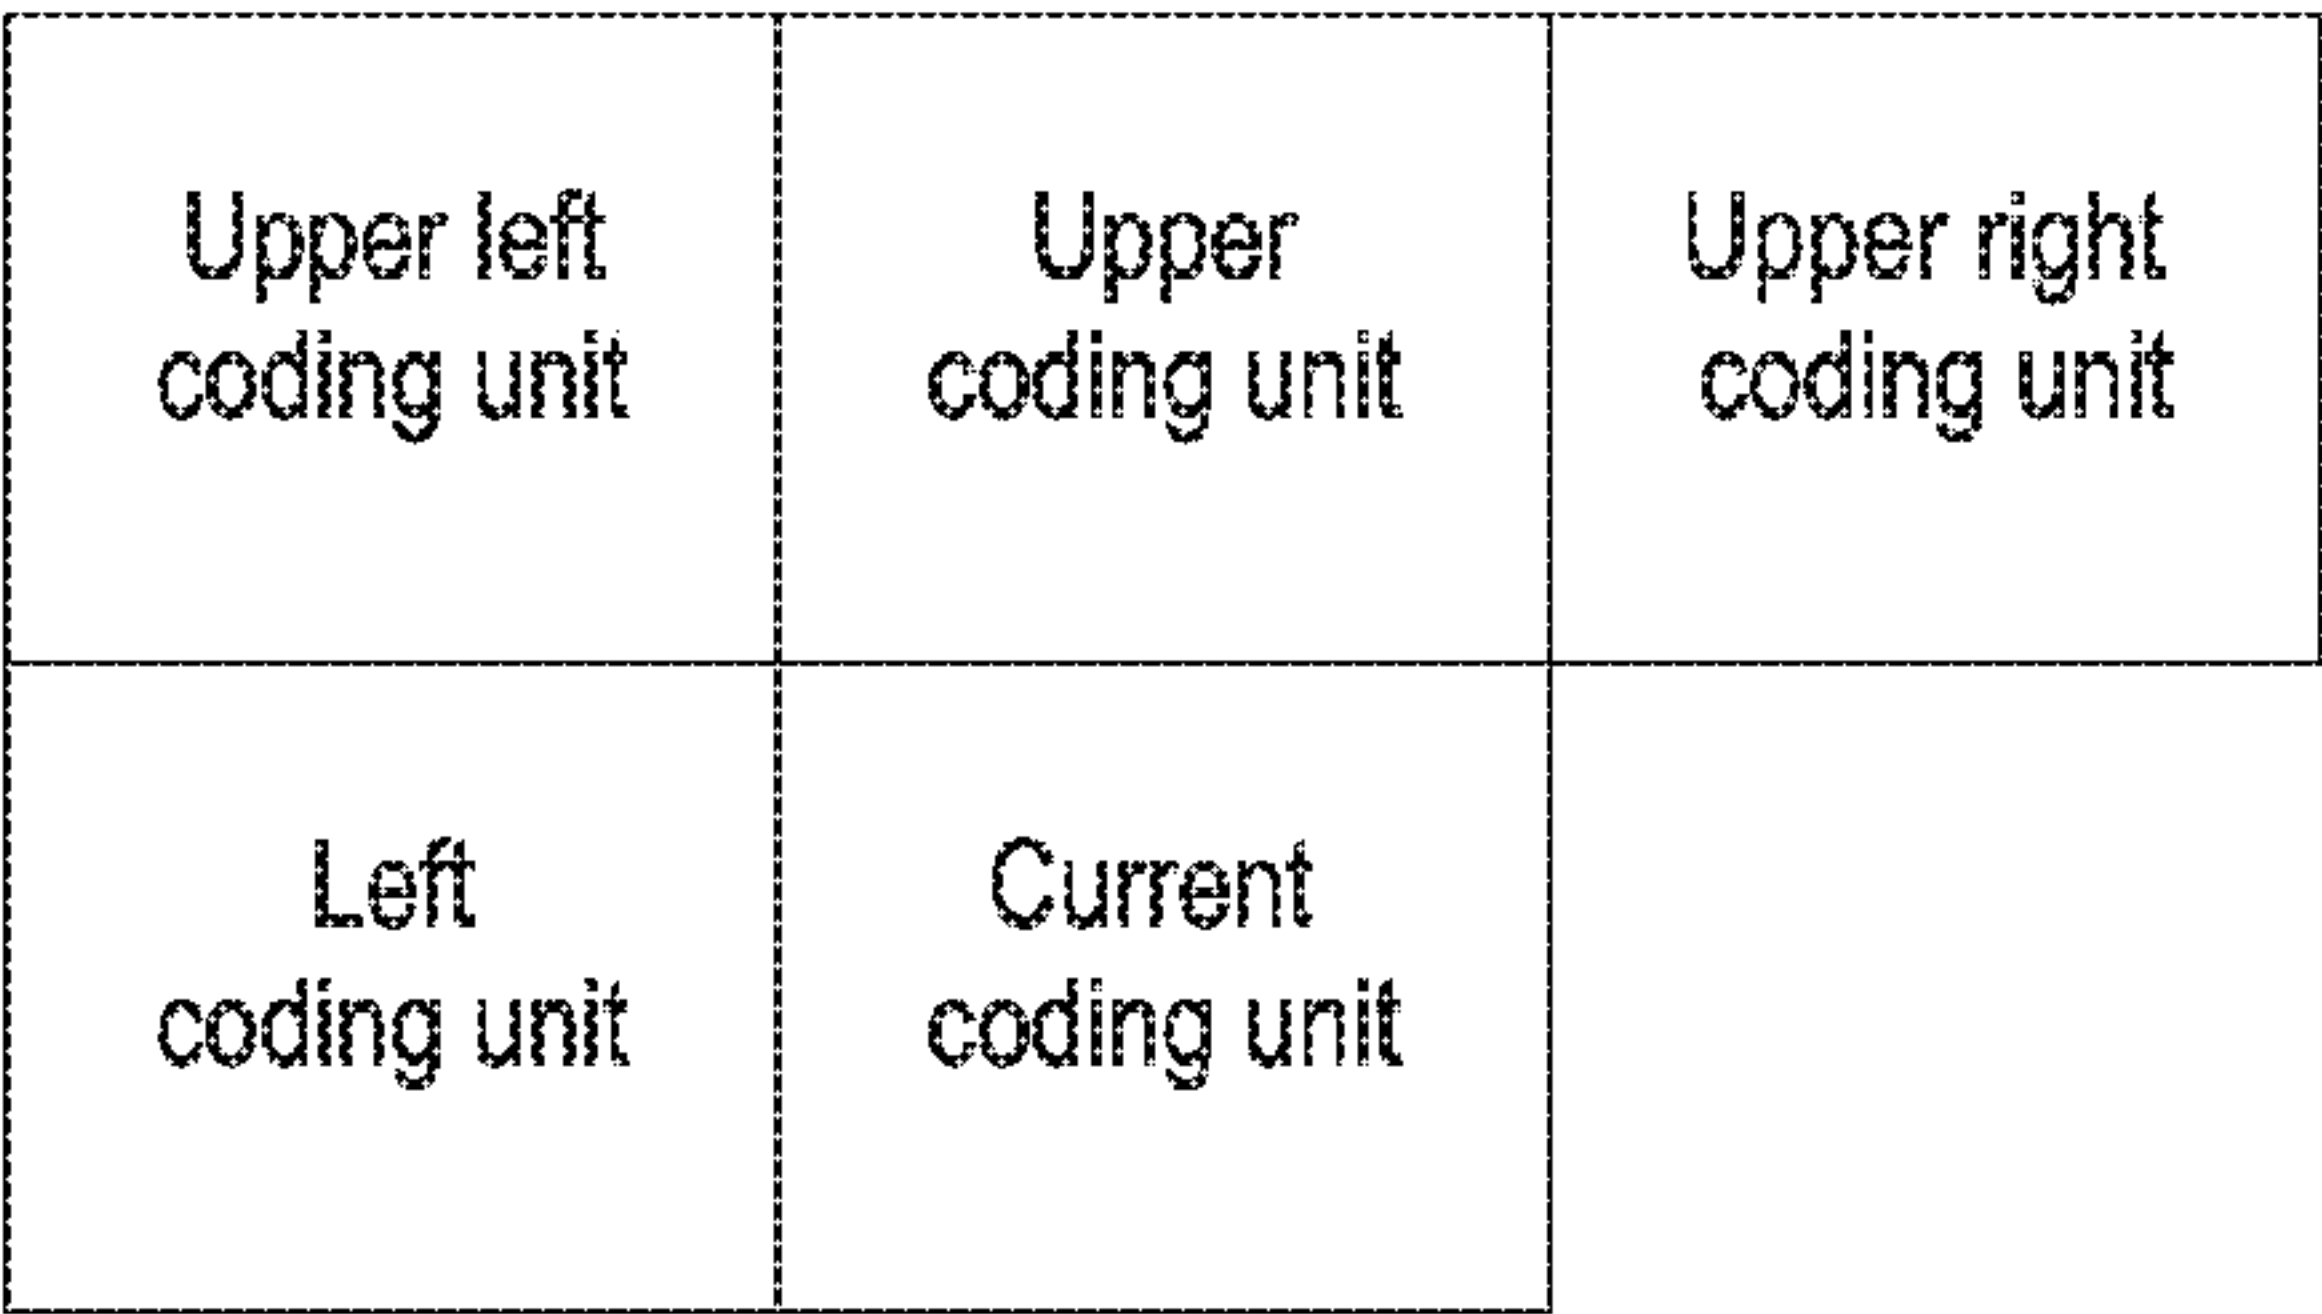 Upper left
coding unit
Upper
coding unit
Upper right
coding unit
Left
coding unit
Current
coding unit